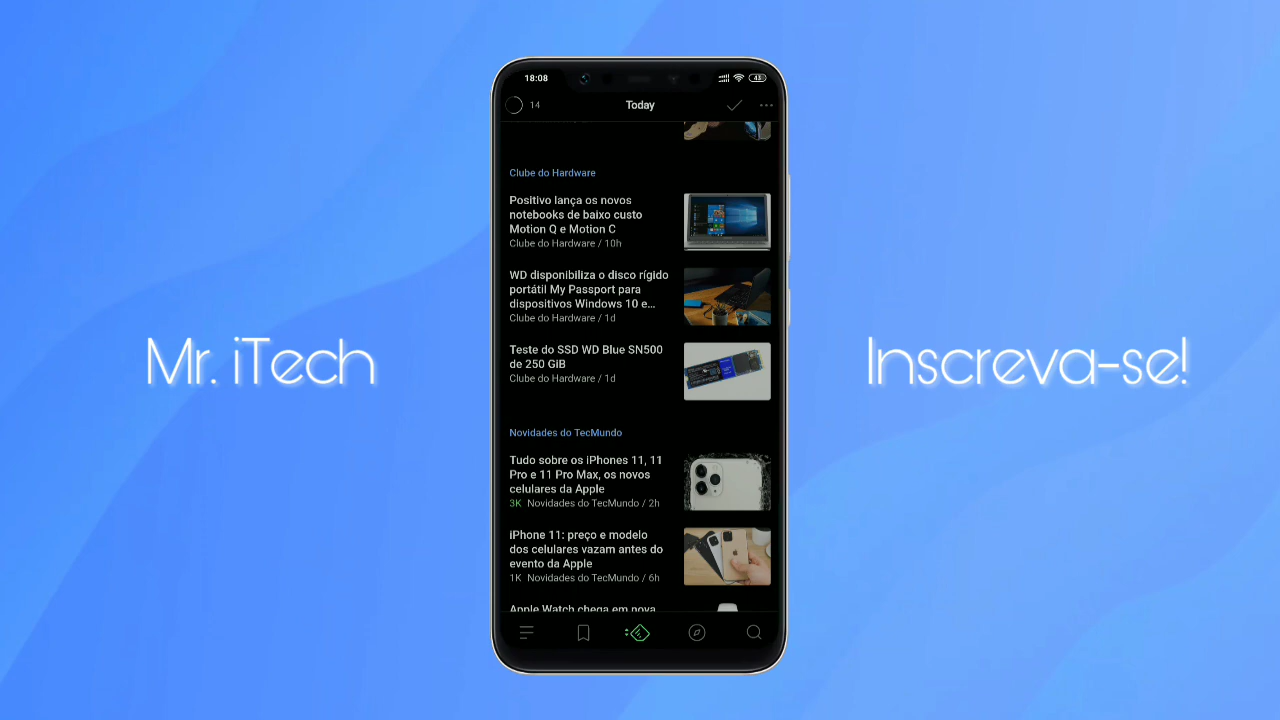 Mr. iTech
Inscreva-se!
18:08
43
14
Today
Clube do Hardware
Positivo lança os novos
notebooks de baixo custo
Motion Q e Motion C
Clube do Hardware / 10h
WD disponibiliza o disco rígido
portátil My Passport para
dispositivos Windows 10 e...
Clube do Hardware / 1d
Teste do SSD WD Blue SN500
de 250 GiB
Clube do Hardware / 1d
Novidades do TecMundo
Tudo sobre os iPhones 11, 11
Pro e 11 Pro Max, os novos
celulares da Apple
3K Novidades do TecMundo / 2h
iPhone 11: preço e modelo
dos celulares vazam antes do
evento da Apple
1K Novidades do TecMundo / 6h
Apple Watch chega em nova